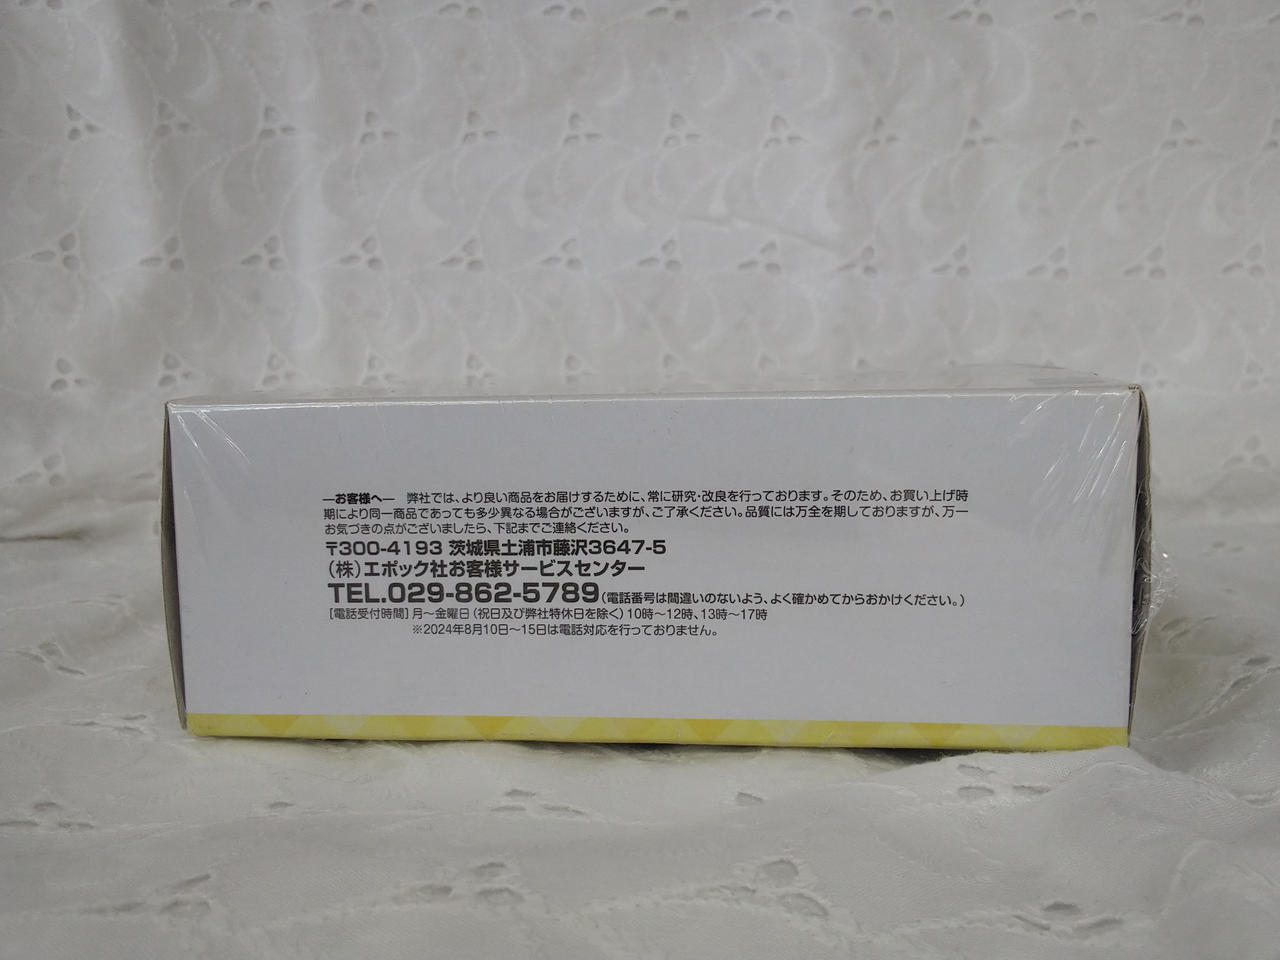 ―お客様へ― 弊社では、より良い商品をお届けするために、常に研究・改良を行っております。そのため、お買い上げ時
期により同一商品であっても多少異なる場合がございますが、ご了承ください。品質には万全を期しておりますが、万一
お気づきの点がございましたら、下記までご連絡ください。
〒300-4193 茨城県土浦市藤沢3647-5
(株)エポック社お客様サービスセンター
TEL.029-862-5789(電話番号は間違いのないよう、よく確かめてからおかけください。)
[電話受付時間]月～金曜日(祝日及び弊社特休日を除く)10時～12時、13時～17時
※2024年8月10日～15日は電話対応を行っておりません。